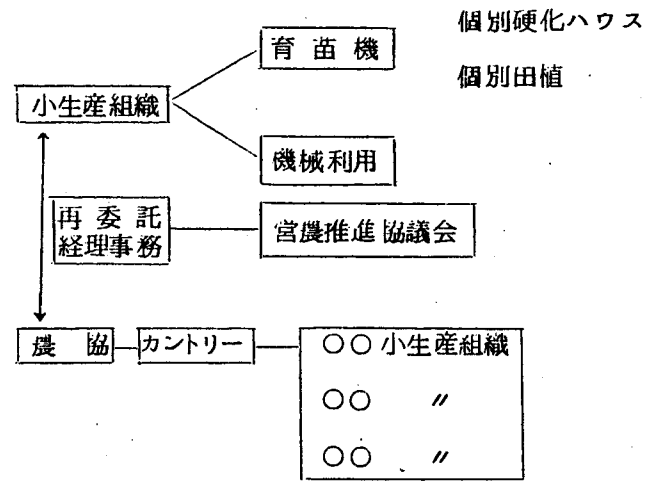 個別硬化ハウス
育苗機
個別田植
小生産組織
機械利用
再委託
経理事務
営農推進協議会
農協
カントリー
○○小生産組織
○○ 〃
○○ 〃